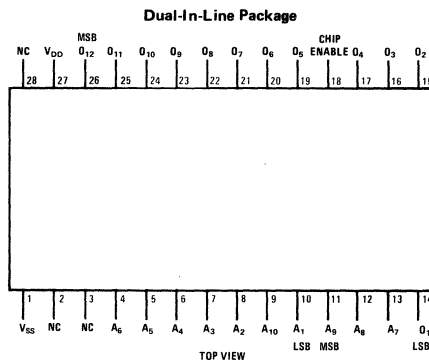 Dual-In-Line Package
MSB CHIP
NC V_DD O_12 O_11 O_10 O_9 O_8 O_7 O_6 O_5 ENABLE O_4 O_3 O_2
28 27 26 25 24 23 22 21 20 19 18 17 16 15
1 2 3 4 5 6 7 8 9 10 11 12 13 14
V_SS NC NC A_6 A_5 A_4 A_3 A_2 A_10 A_1 A_9 A_8 A_7 O_1
LSB MSB LSB
TOP VIEW